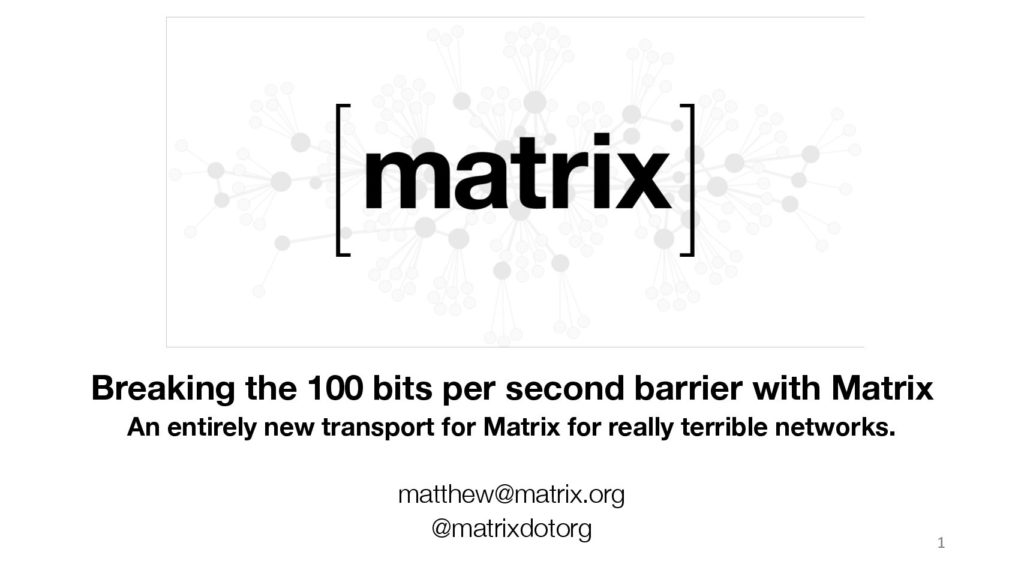 [matrix]
Breaking the 100 bits per second barrier with Matrix
An entirely new transport for Matrix for really terrible networks.
matthew@matrix.org
@matrixdotorg
1